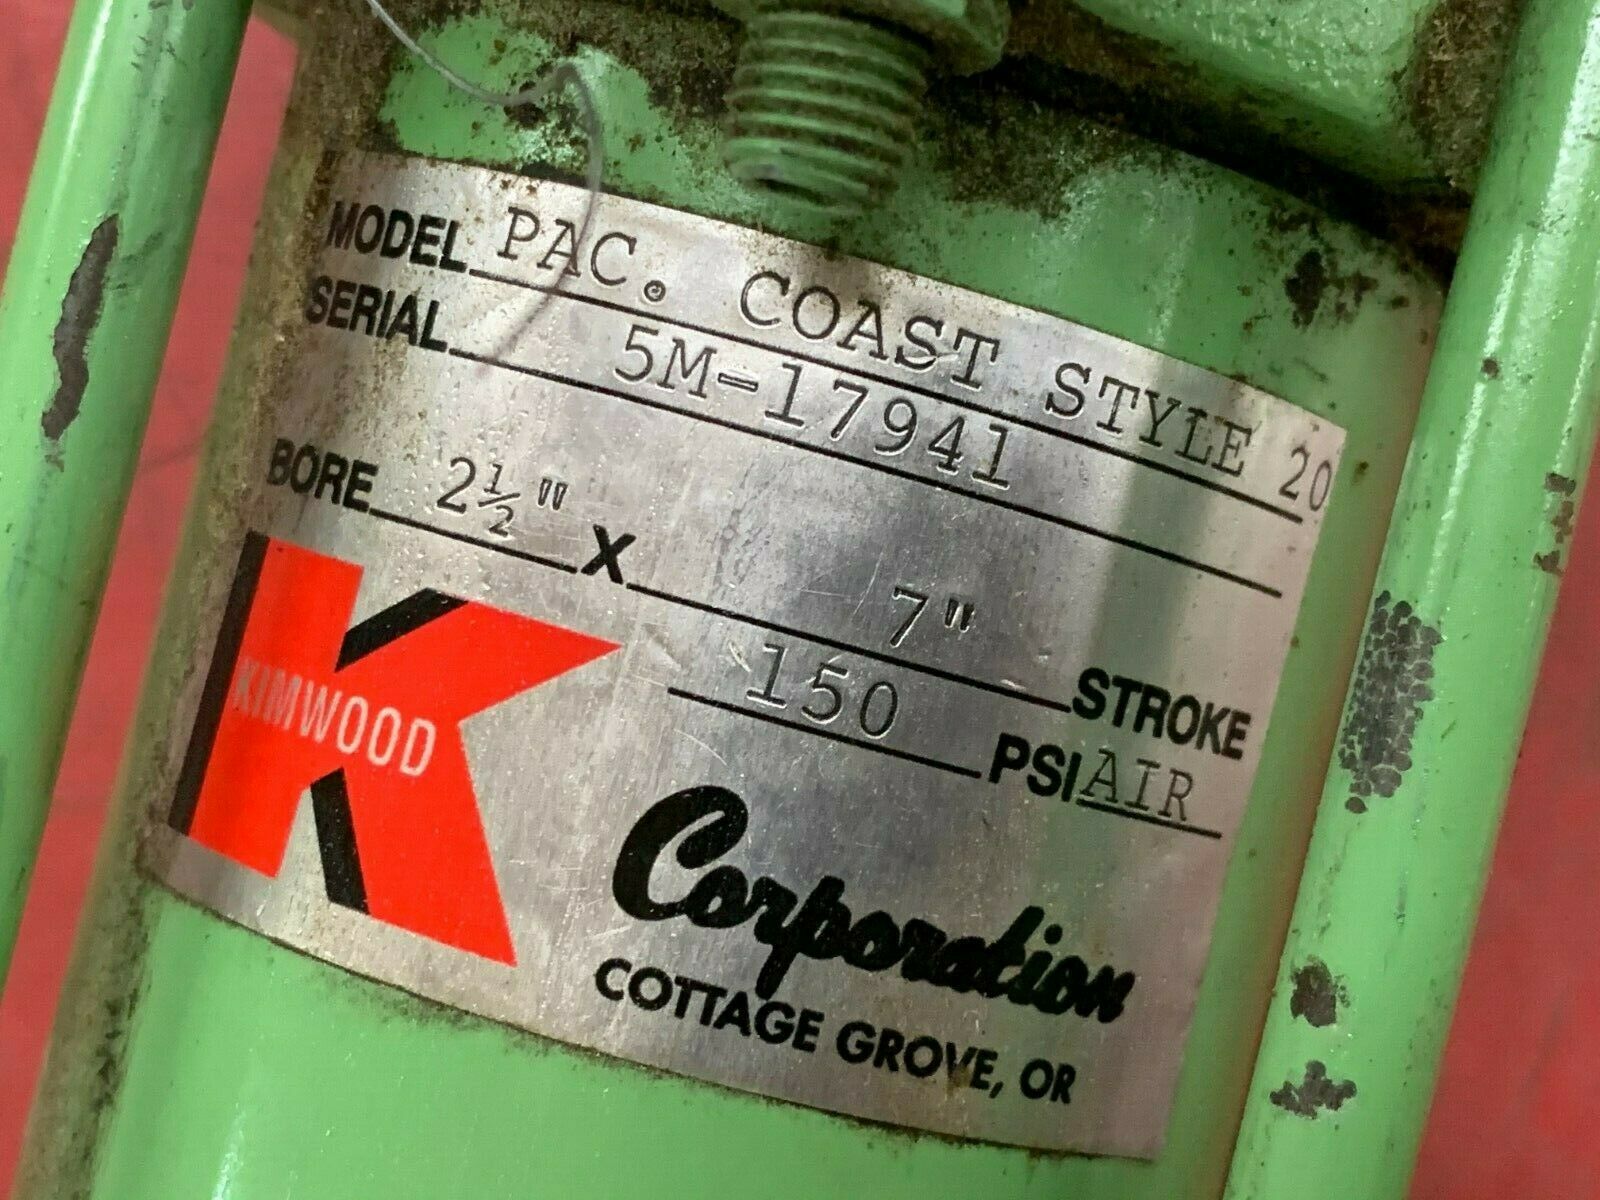 MODEL PAC. COAST STYLE 20
SERIAL 5M-17941
BORE 2½" X 7" STROKE
150 PSI AIR
KIMWOOD
Corporation
COTTAGE GROVE, OR